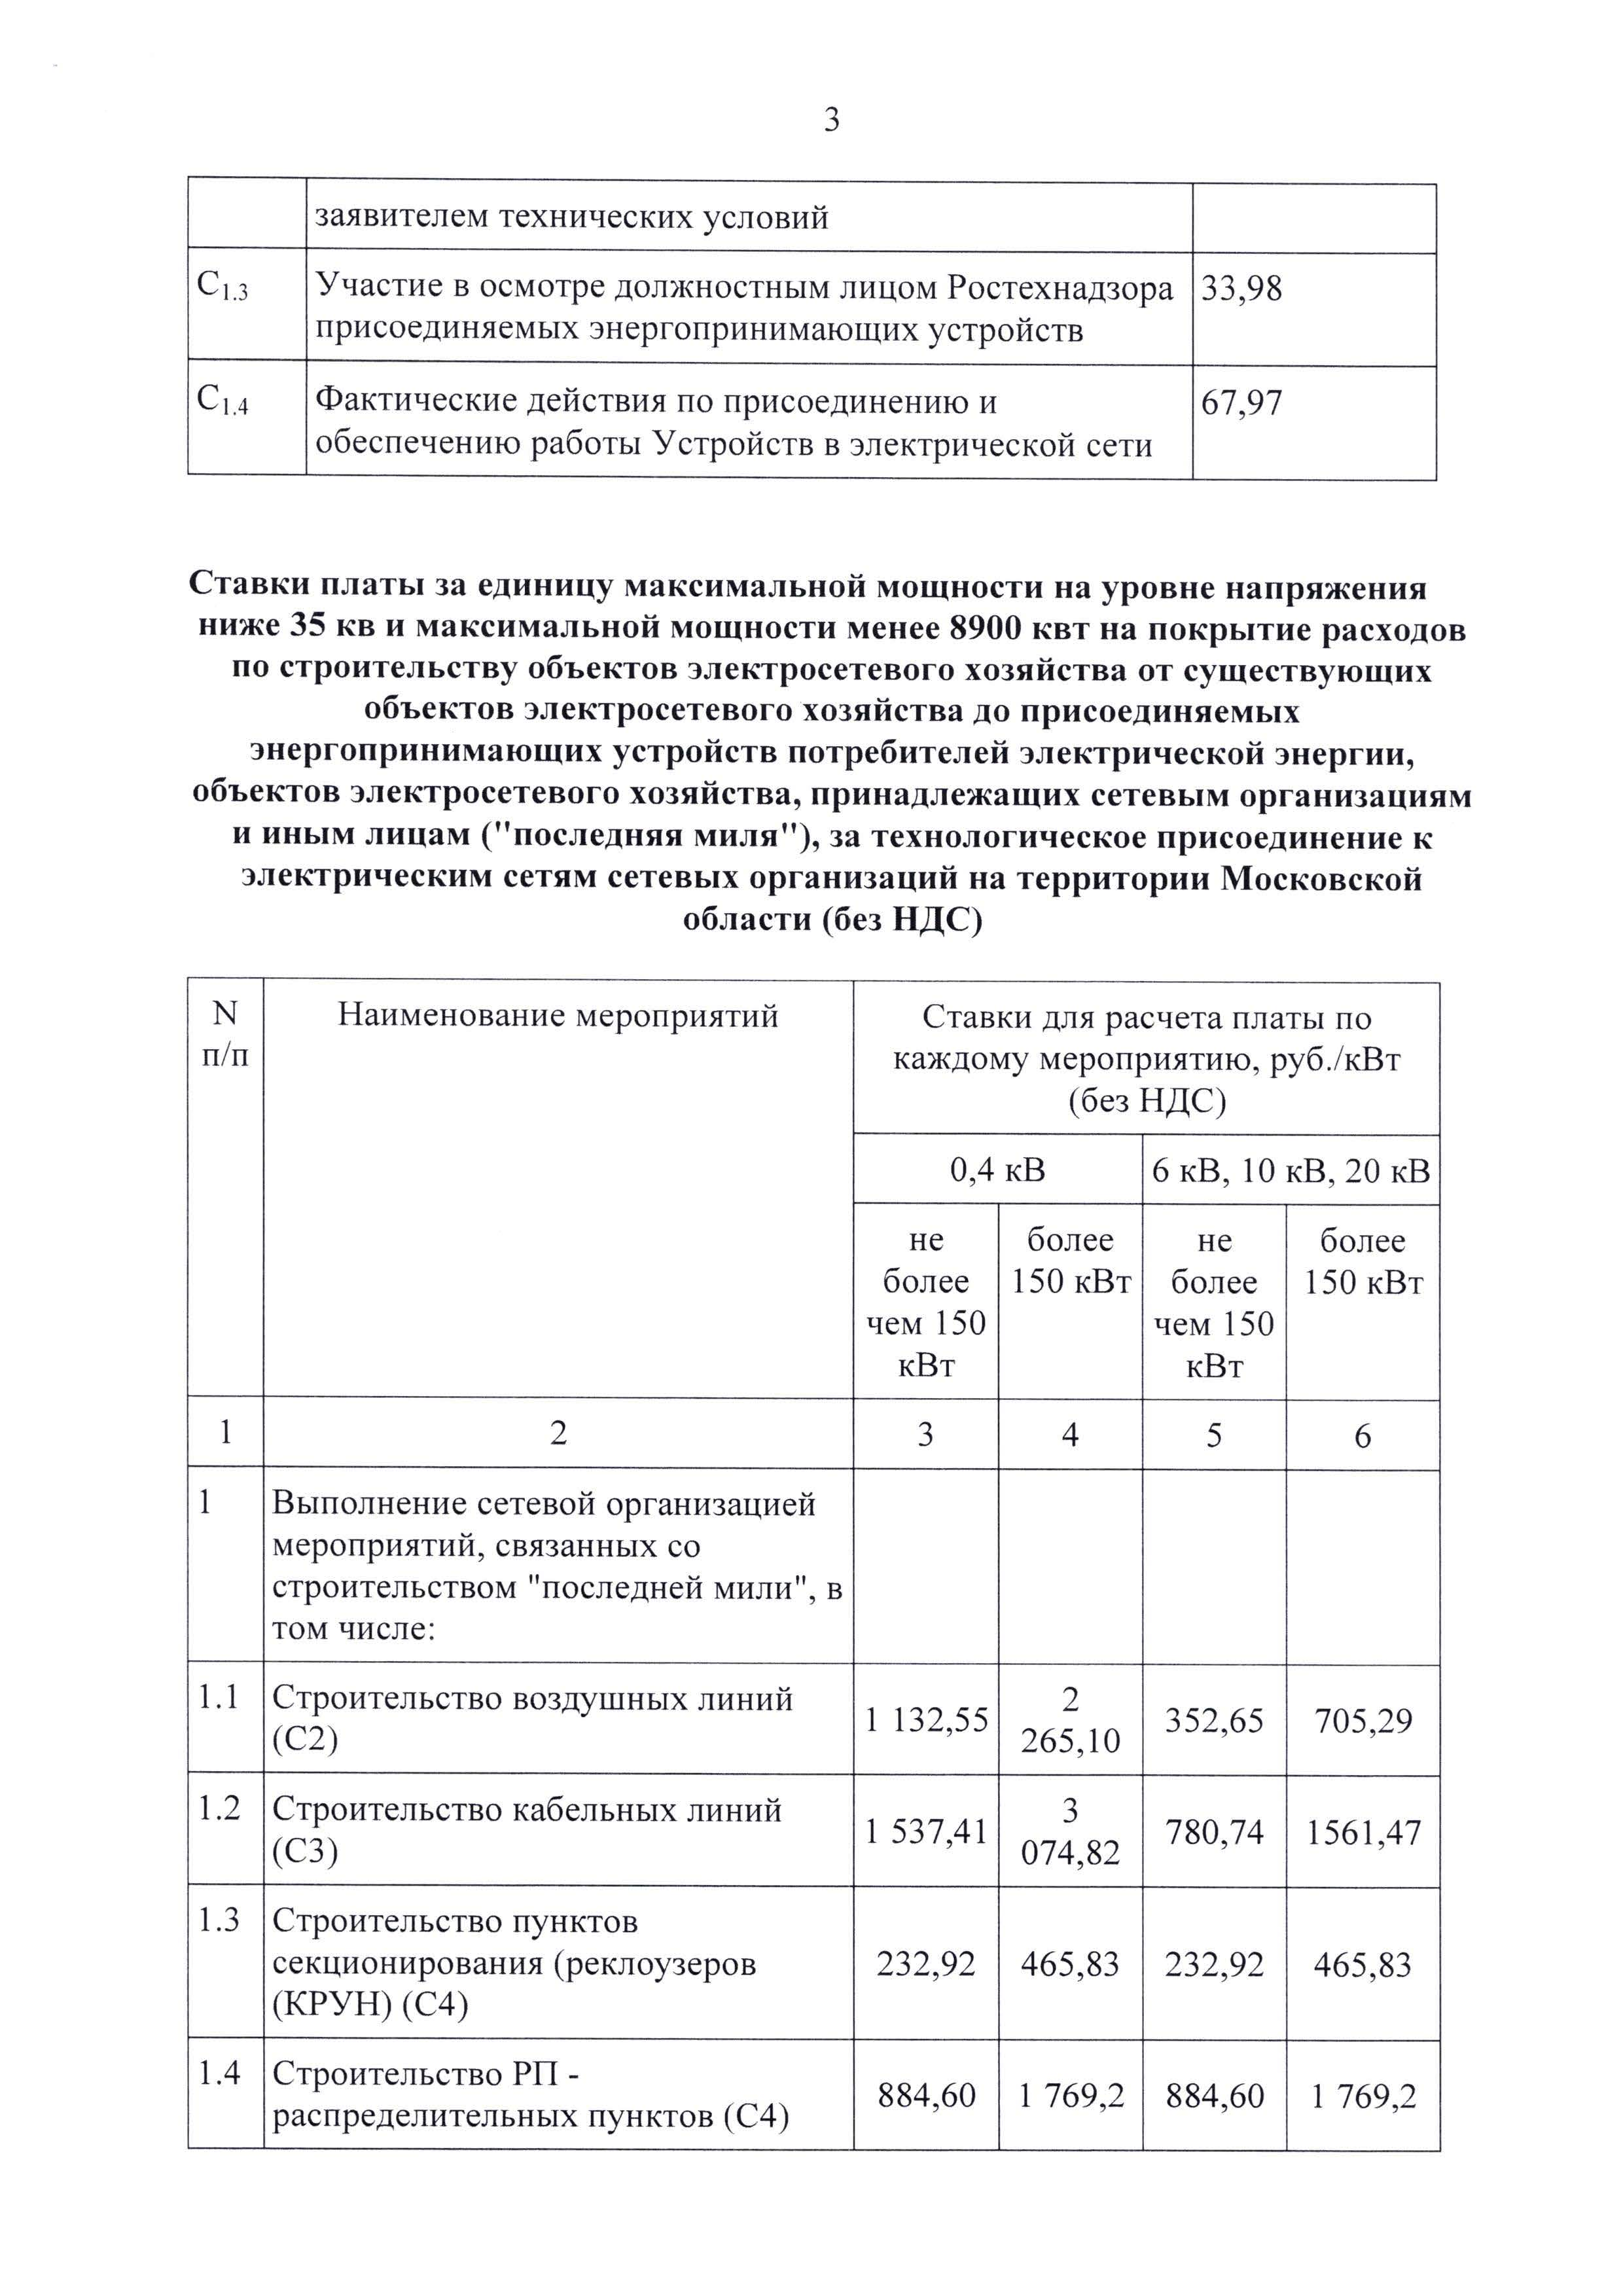 3
заявителем технических условий
С1.3
Участие в осмотре должностным лицом Ростехнадзора
33,98
присоединяемых энергопринимающих устройств
С1.4
Фактические действия по присоединению и
67,97
обеспечению работы Устройств в электрической сети
Ставки платы за единицу максимальной мощности на уровне напряжения
ниже 35 кв и максимальной мощности менее 8900 квт на покрытие расходов
по строительству объектов электросетевого хозяйства от существующих
объектов электросетевого хозяйства до присоединяемых
энергопринимающих устройств потребителей электрической энергии,
объектов электросетевого хозяйства, принадлежащих сетевым организациям
и иным лицам ("последняя миля"), за технологическое присоединение к
электрическим сетям сетевых организаций на территории Московской
области (без НДС)
N
п/п
Наименование мероприятий
Ставки для расчета платы по
каждому мероприятию, руб./кВт
(без НДС)
0,4 кВ
6 кВ, 10 кВ, 20 кВ
не
более
чем 150
кВт
более
150 кВт
не
более
чем 150
кВт
более
150 кВт
1
2
3
4
5
6
1
Выполнение сетевой организацией
мероприятий, связанных со
строительством "последней мили", в
том числе:
1.1
Строительство воздушных линий
(С2)
1 132,55
2
265,10
352,65
705,29
1.2
Строительство кабельных линий
(С3)
1 537,41
3
074,82
780,74
1561,47
1.3
Строительство пунктов
секционирования (реклоузеров
(КРУН) (С4)
232,92
465,83
232,92
465,83
1.4
Строительство РП -
распределительных пунктов (С4)
884,60
1 769,2
884,60
1 769,2